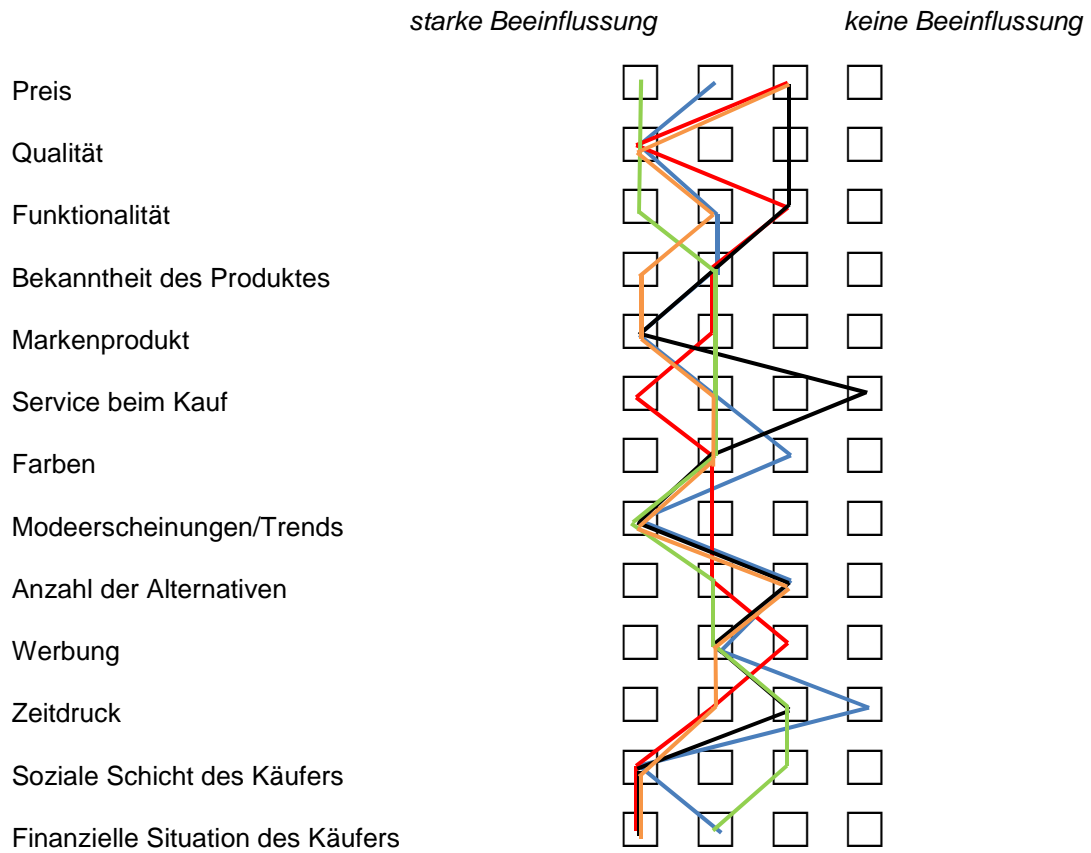 starke Beeinflussung keine Beeinflussung
Preis
Qualität
Funktionalität
Bekanntheit des Produktes
Markenprodukt
Service beim Kauf
Farben
Modeerscheinungen/Trends
Anzahl der Alternativen
Werbung
Zeitdruck
Soziale Schicht des Käufers
Finanzielle Situation des Käufers